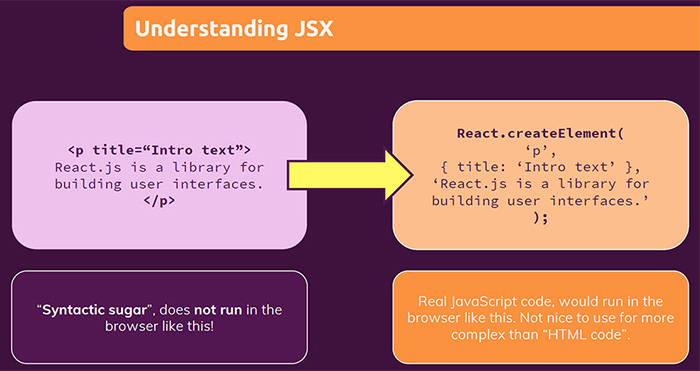 Understanding JSX
<p title=“Intro text”>
React.js is a library for
building user interfaces.
</p>
React.createElement(
‘p’,
{ title: ‘Intro text’ },
‘React.js is a library for
building user interfaces.’
);
“Syntactic sugar”, does not run in the
browser like this!
Real JavaScript code, would run in the
browser like this. Not nice to use for more
complex than “HTML code”.